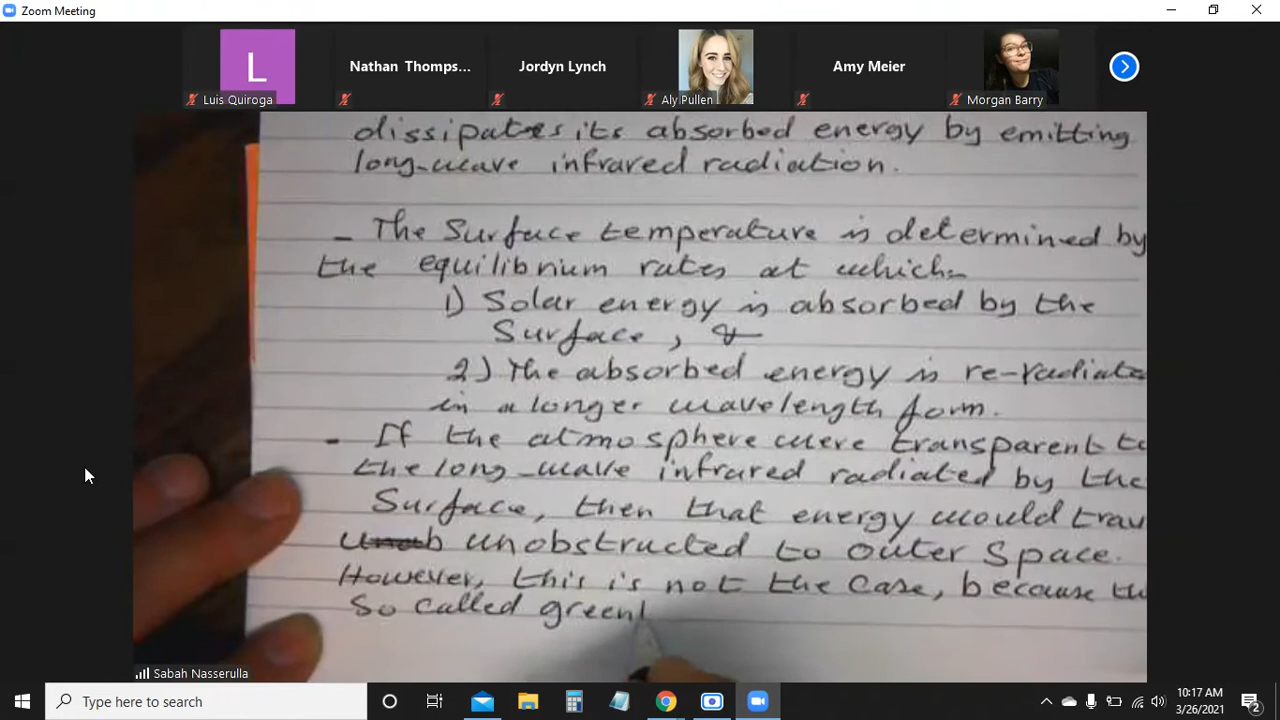 Zoom Meeting
L
Luis Quiroga
Nathan Thomps...
Jordyn Lynch
Aly Pullen
Amy Meier
Morgan Barry
dissipates its absorbed energy by emitting
long-wave infrared radiation.
- The Surface temperature is determined by
the equilibrium rates at which:-
1) Solar energy is absorbed by the
Surface, &
2) The absorbed energy is re-radiate
in a longer wavelength form.
- If the atmosphere were transparent to
the long-wave infrared radiated by the
Surface, then that energy would trav
unobstructed to outer space.
However, this is not the case, because th
so called green
Sabah Nasserulla
Type here to search
10:17 AM
3/26/2021
2